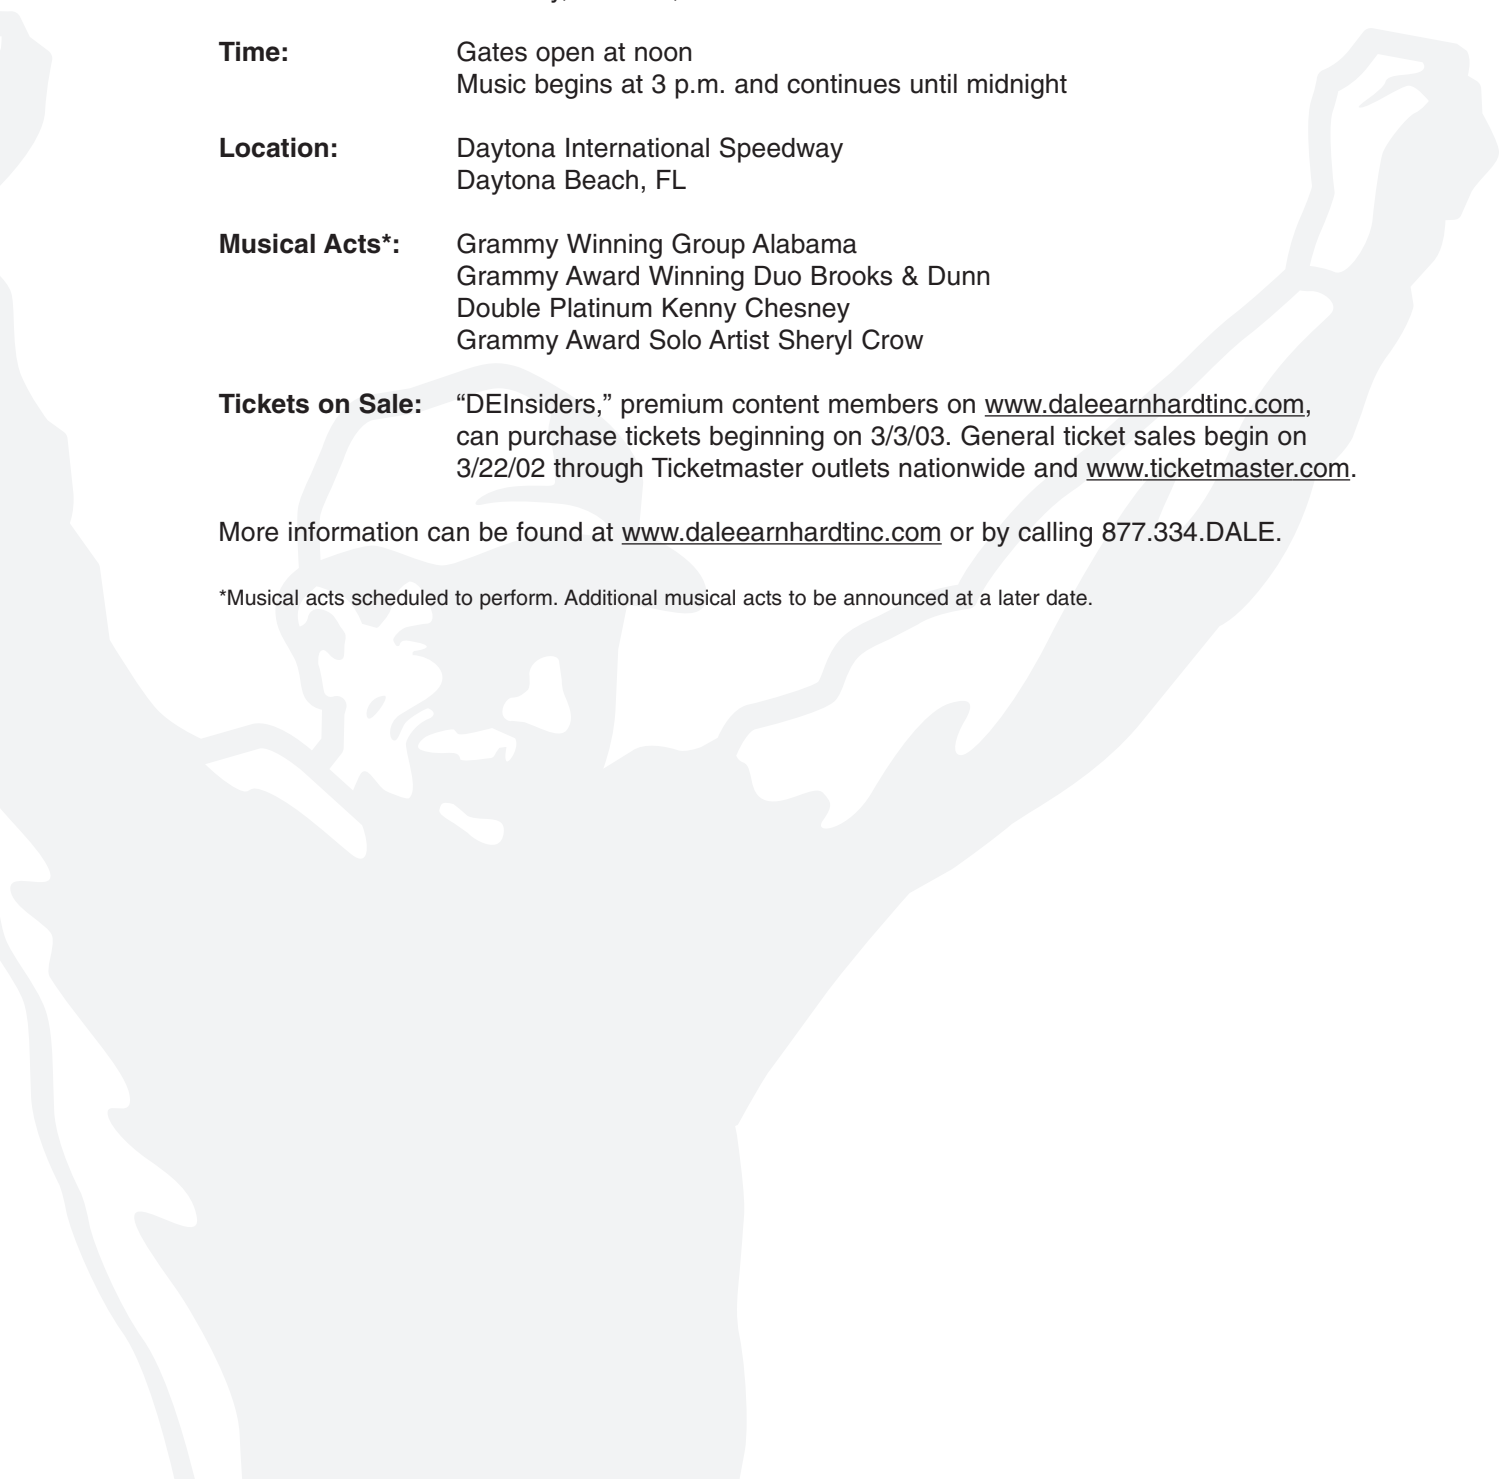 Time: Gates open at noon
Music begins at 3 p.m. and continues until midnight
Location: Daytona International Speedway
Daytona Beach, FL
Musical Acts*: Grammy Winning Group Alabama
Grammy Award Winning Duo Brooks & Dunn
Double Platinum Kenny Chesney
Grammy Award Solo Artist Sheryl Crow
Tickets on Sale: “DEInsiders,” premium content members on www.daleearnhardtinc.com,
can purchase tickets beginning on 3/3/03. General ticket sales begin on
3/22/02 through Ticketmaster outlets nationwide and www.ticketmaster.com.
More information can be found at www.daleearnhardtinc.com or by calling 877.334.DALE.
*Musical acts scheduled to perform. Additional musical acts to be announced at a later date.